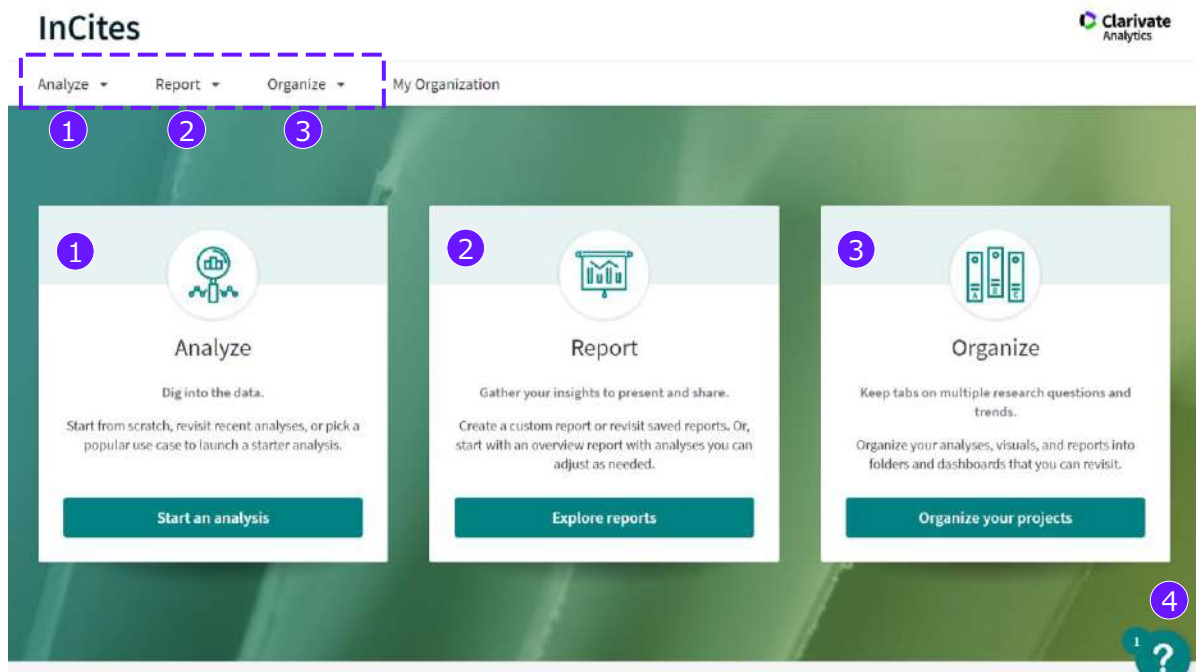 InCites
Clarivate
Analytics
Analyze
Report
Organize
My Organization
1
2
3
1
2
3
A
B
C
Analyze
Report
Organize
Dig into the data.
Start from scratch, revisit recent analyses, or pick a
popular use case to launch a starter analysis.
Gather your insights to present and share.
Create a custom report or revisit saved reports. Or,
start with an overview report with analyses you can
adjust as needed.
Keep tabs on multiple research questions and
trends.
Organize your analyses, visuals, and reports into
folders and dashboards that you can revisit.
Start an analysis
Explore reports
Organize your projects
4
1
?